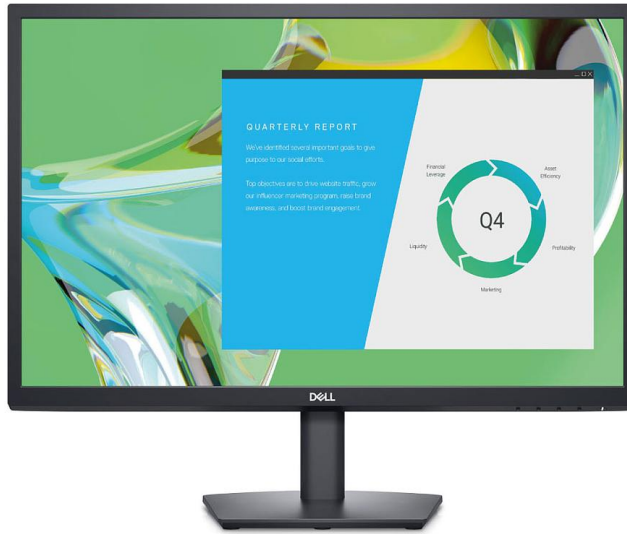 QUARTERLY REPORT
We've identified several important goals to give
purpose to our social efforts.
Top objectives are to drive website traffic, grow
our influencer marketing program, raise brand
awareness, and boost brand engagement.
Financial
Leverage
Asset
Efficiency
Q4
Liquidity
Profitability
Marketing
DELL